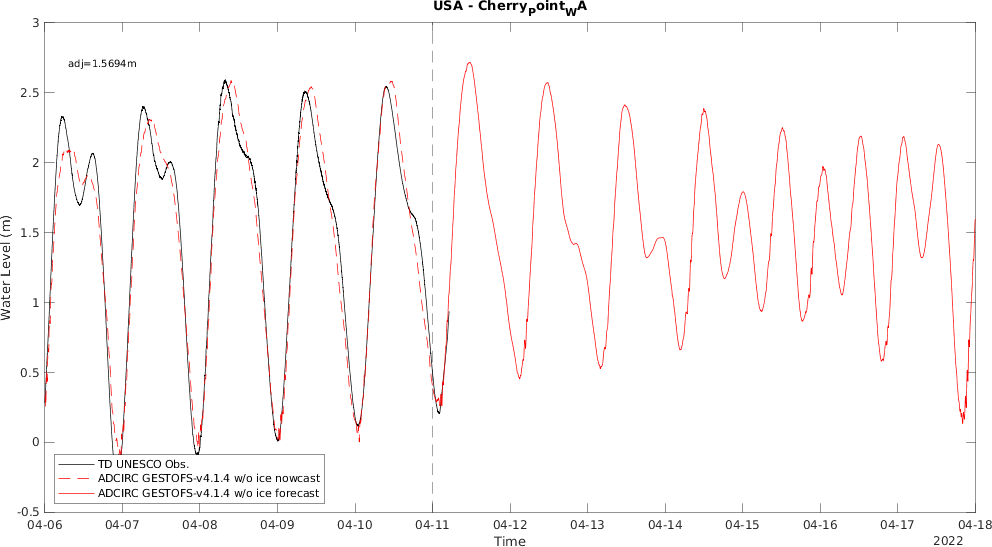 USA - CherryPointWA
adj=1.5694m
Water Level (m)
3
2.5
2
1.5
1
0.5
0
-0.5
TD UNESCO Obs.
ADCIRC GESTOFS-v4.1.4 w/o ice nowcast
ADCIRC GESTOFS-v4.1.4 w/o ice forecast
04-06 04-07 04-08 04-09 04-10 04-11 04-12 04-13 04-14 04-15 04-16 04-17 04-18
Time
2022